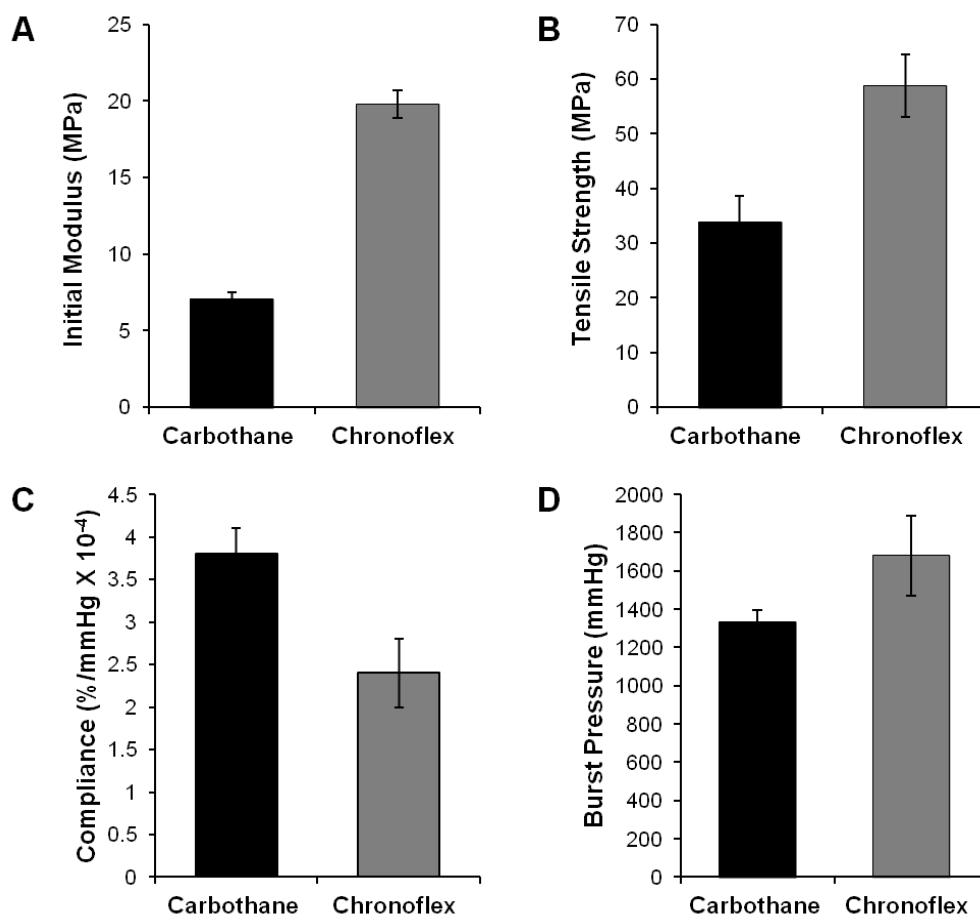 A
Initial Modulus (MPa)
25
20
15
10
5
0
Carbothane
Chronoflex
B
Tensile Strength (MPa)
70
60
50
40
30
20
10
0
Carbothane
Chronoflex
C
Compliance (%/mmHg X 10⁻⁴)
4.5
4
3.5
3
2.5
2
1.5
1
0.5
0
Carbothane
Chronoflex
D
Burst Pressure (mmHg)
2000
1800
1600
1400
1200
1000
800
600
400
200
0
Carbothane
Chronoflex